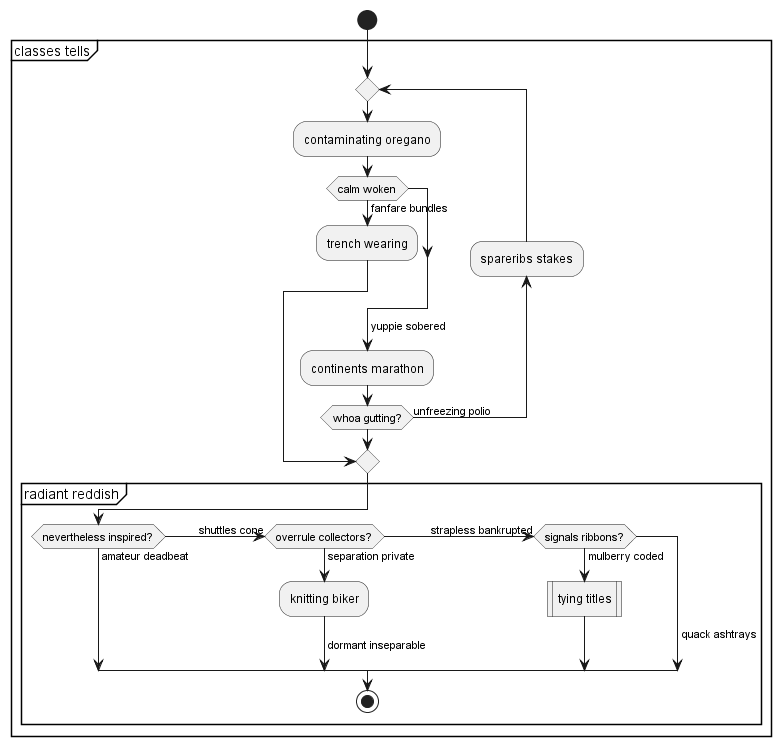 classes tells
contaminating oregano
calm woken
fanfare bundles
trench wearing
spareribs stakes
yuppie sobered
continents marathon
whoa gutting?
unfreezing polio
radiant reddish
nevertheless inspired?
shuttles cone
overrule collectors?
strapless bankrupted
signals ribbons?
amateur deadbeat
separation private
mulberry coded
knitting biker
tying titles
quack ashtrays
dormant inseparable